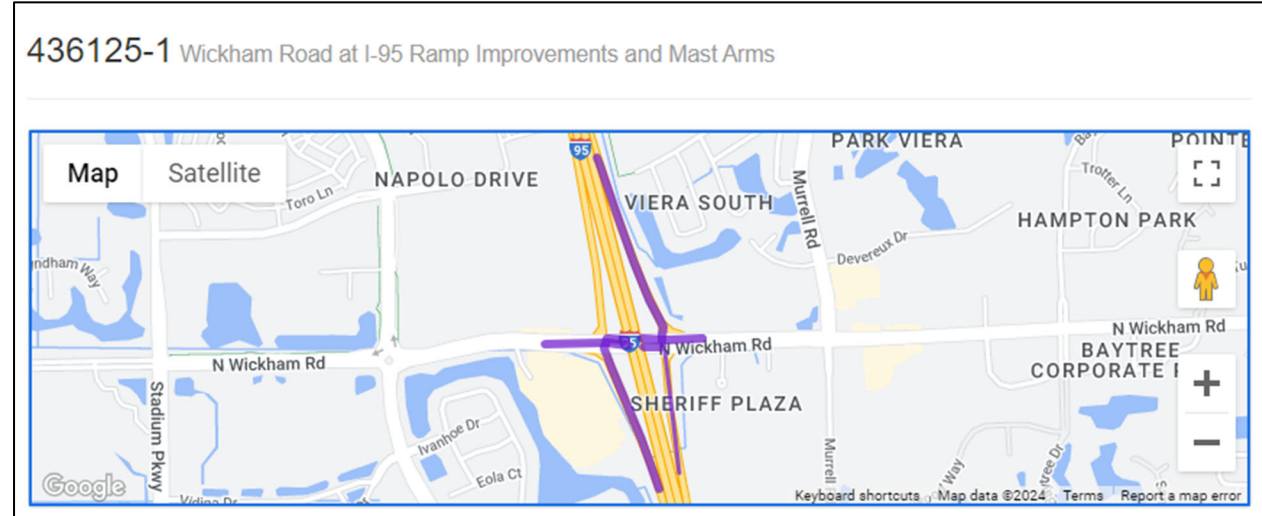 436125-1 Wickham Road at I-95 Ramp Improvements and Mast Arms
Map
Satellite
PARK VIERA
POINTE
Toro Ln
NAPOLO DRIVE
95
VIERA SOUTH
Murrell Rd
Trotter Ln
HAMPTON PARK
Devereux Dr
ndham Way
N Wickham Rd
N Wickham Rd
N Wickham Rd
BAYTREE
CORPORATE
Stadium Pkwy
SHERIFF PLAZA
Ivanhoe Dr
Eola Ct
Murrell
Google
Keyboard shortcuts
Map data ©2024
Terms
Report a map error